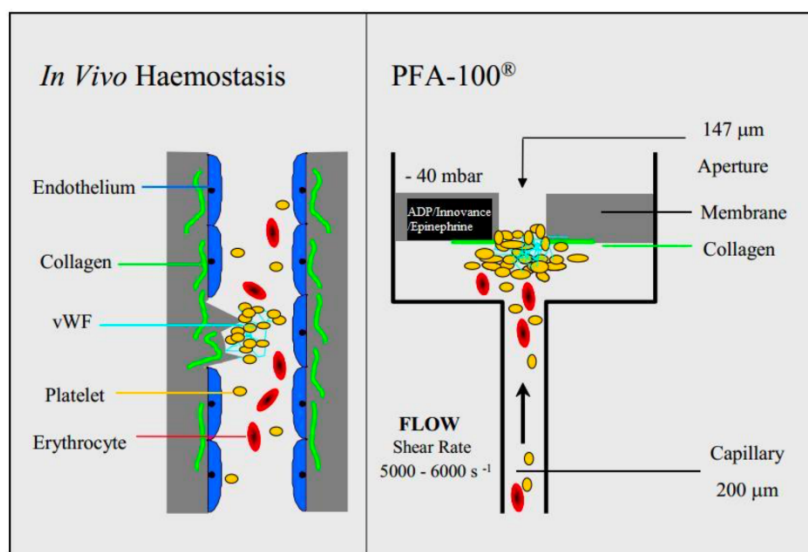 In Vivo Haemostasis
Endothelium
Collagen
vWF
Platelet
Erythrocyte
PFA-100®
147 μm
Aperture
- 40 mbar
ADP/Innovance
/Epinephrine
Membrane
Collagen
FLOW
Shear Rate
5000 - 6000 s -1
Capillary
200 μm